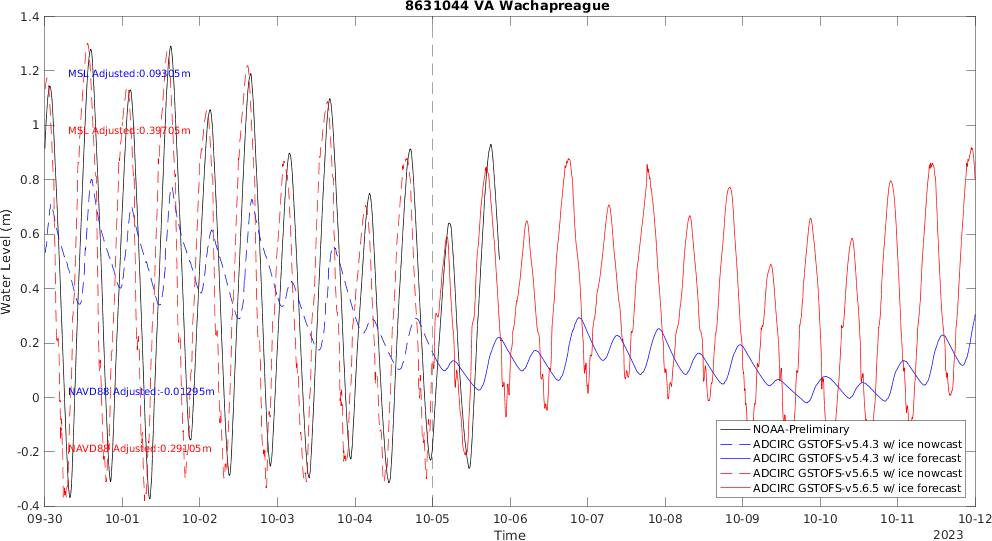 8631044 VA Wachapreague
1.4
1.2
1
0.8
0.6
0.4
0.2
0
-0.2
-0.4
Water Level (m)
MSL Adjusted:0.09305m
MSL Adjusted:0.39705m
NAVD88 Adjusted:-0.01295m
NAVD88 Adjusted:0.29105m
NOAA-Preliminary
ADCIRC GSTOFS-v5.4.3 w/ ice nowcast
ADCIRC GSTOFS-v5.4.3 w/ ice forecast
ADCIRC GSTOFS-v5.6.5 w/ ice nowcast
ADCIRC GSTOFS-v5.6.5 w/ ice forecast
09-30 10-01 10-02 10-03 10-04 10-05 10-06 10-07 10-08 10-09 10-10 10-11 10-12
Time
2023